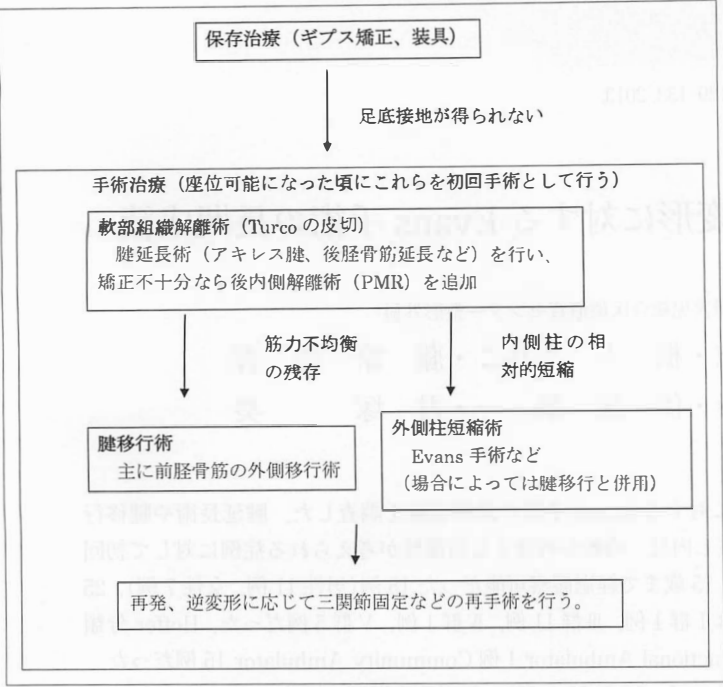 保存治療（ギプス矯正、装具）
足底接地が得られない
手術治療（座位可能になった頃にこれらを初回手術として行う）
軟部組織解離術（Turco の皮切）
腱延長術（アキレス腱、後脛骨筋延長など）を行い、
矯正不十分なら後内側解離術（PMR）を追加
筋力不均衡
の残存
内側柱の相
対的短縮
腱移行術
主に前脛骨筋の外側移行術
外側柱短縮術
Evans 手術など
（場合によっては腱移行と併用）
再発、逆変形に応じて三関節固定などの再手術を行う。